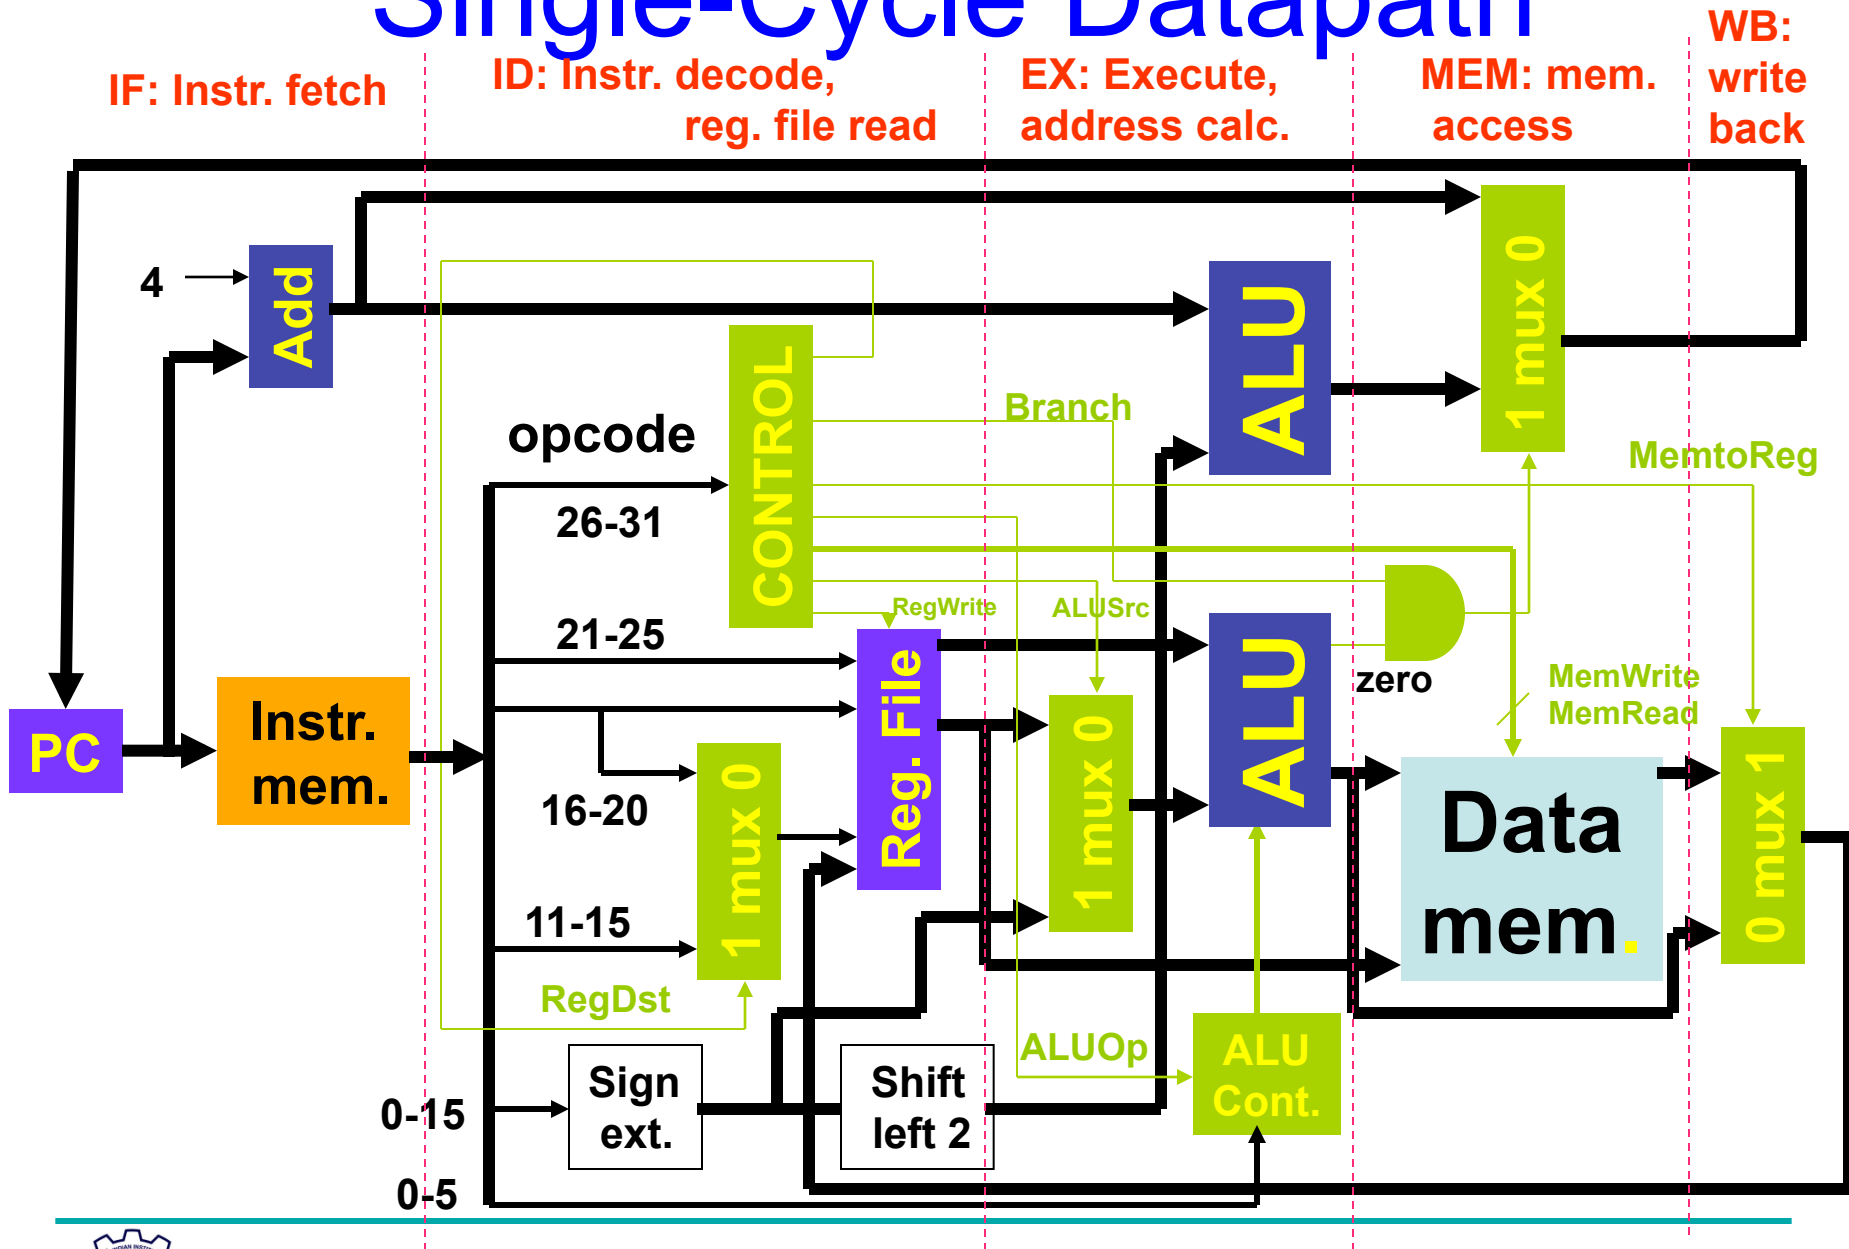 Single-Cycle Datapath
IF: Instr. fetch
ID: Instr. decode,
reg. file read
EX: Execute,
address calc.
MEM: mem.
access
WB:
write
back
4
Add
ALU
1 mux 0
opcode
26-31
CONTROL
Branch
MemtoReg
RegWrite
ALUSrc
21-25
Reg. File
ALU
zero
MemWrite
MemRead
PC
Instr.
mem.
16-20
1 mux 0
1 mux 0
Data
mem.
0 mux 1
11-15
RegDst
ALUOp
ALU
Cont.
Sign
ext.
Shift
left 2
0-15
0-5